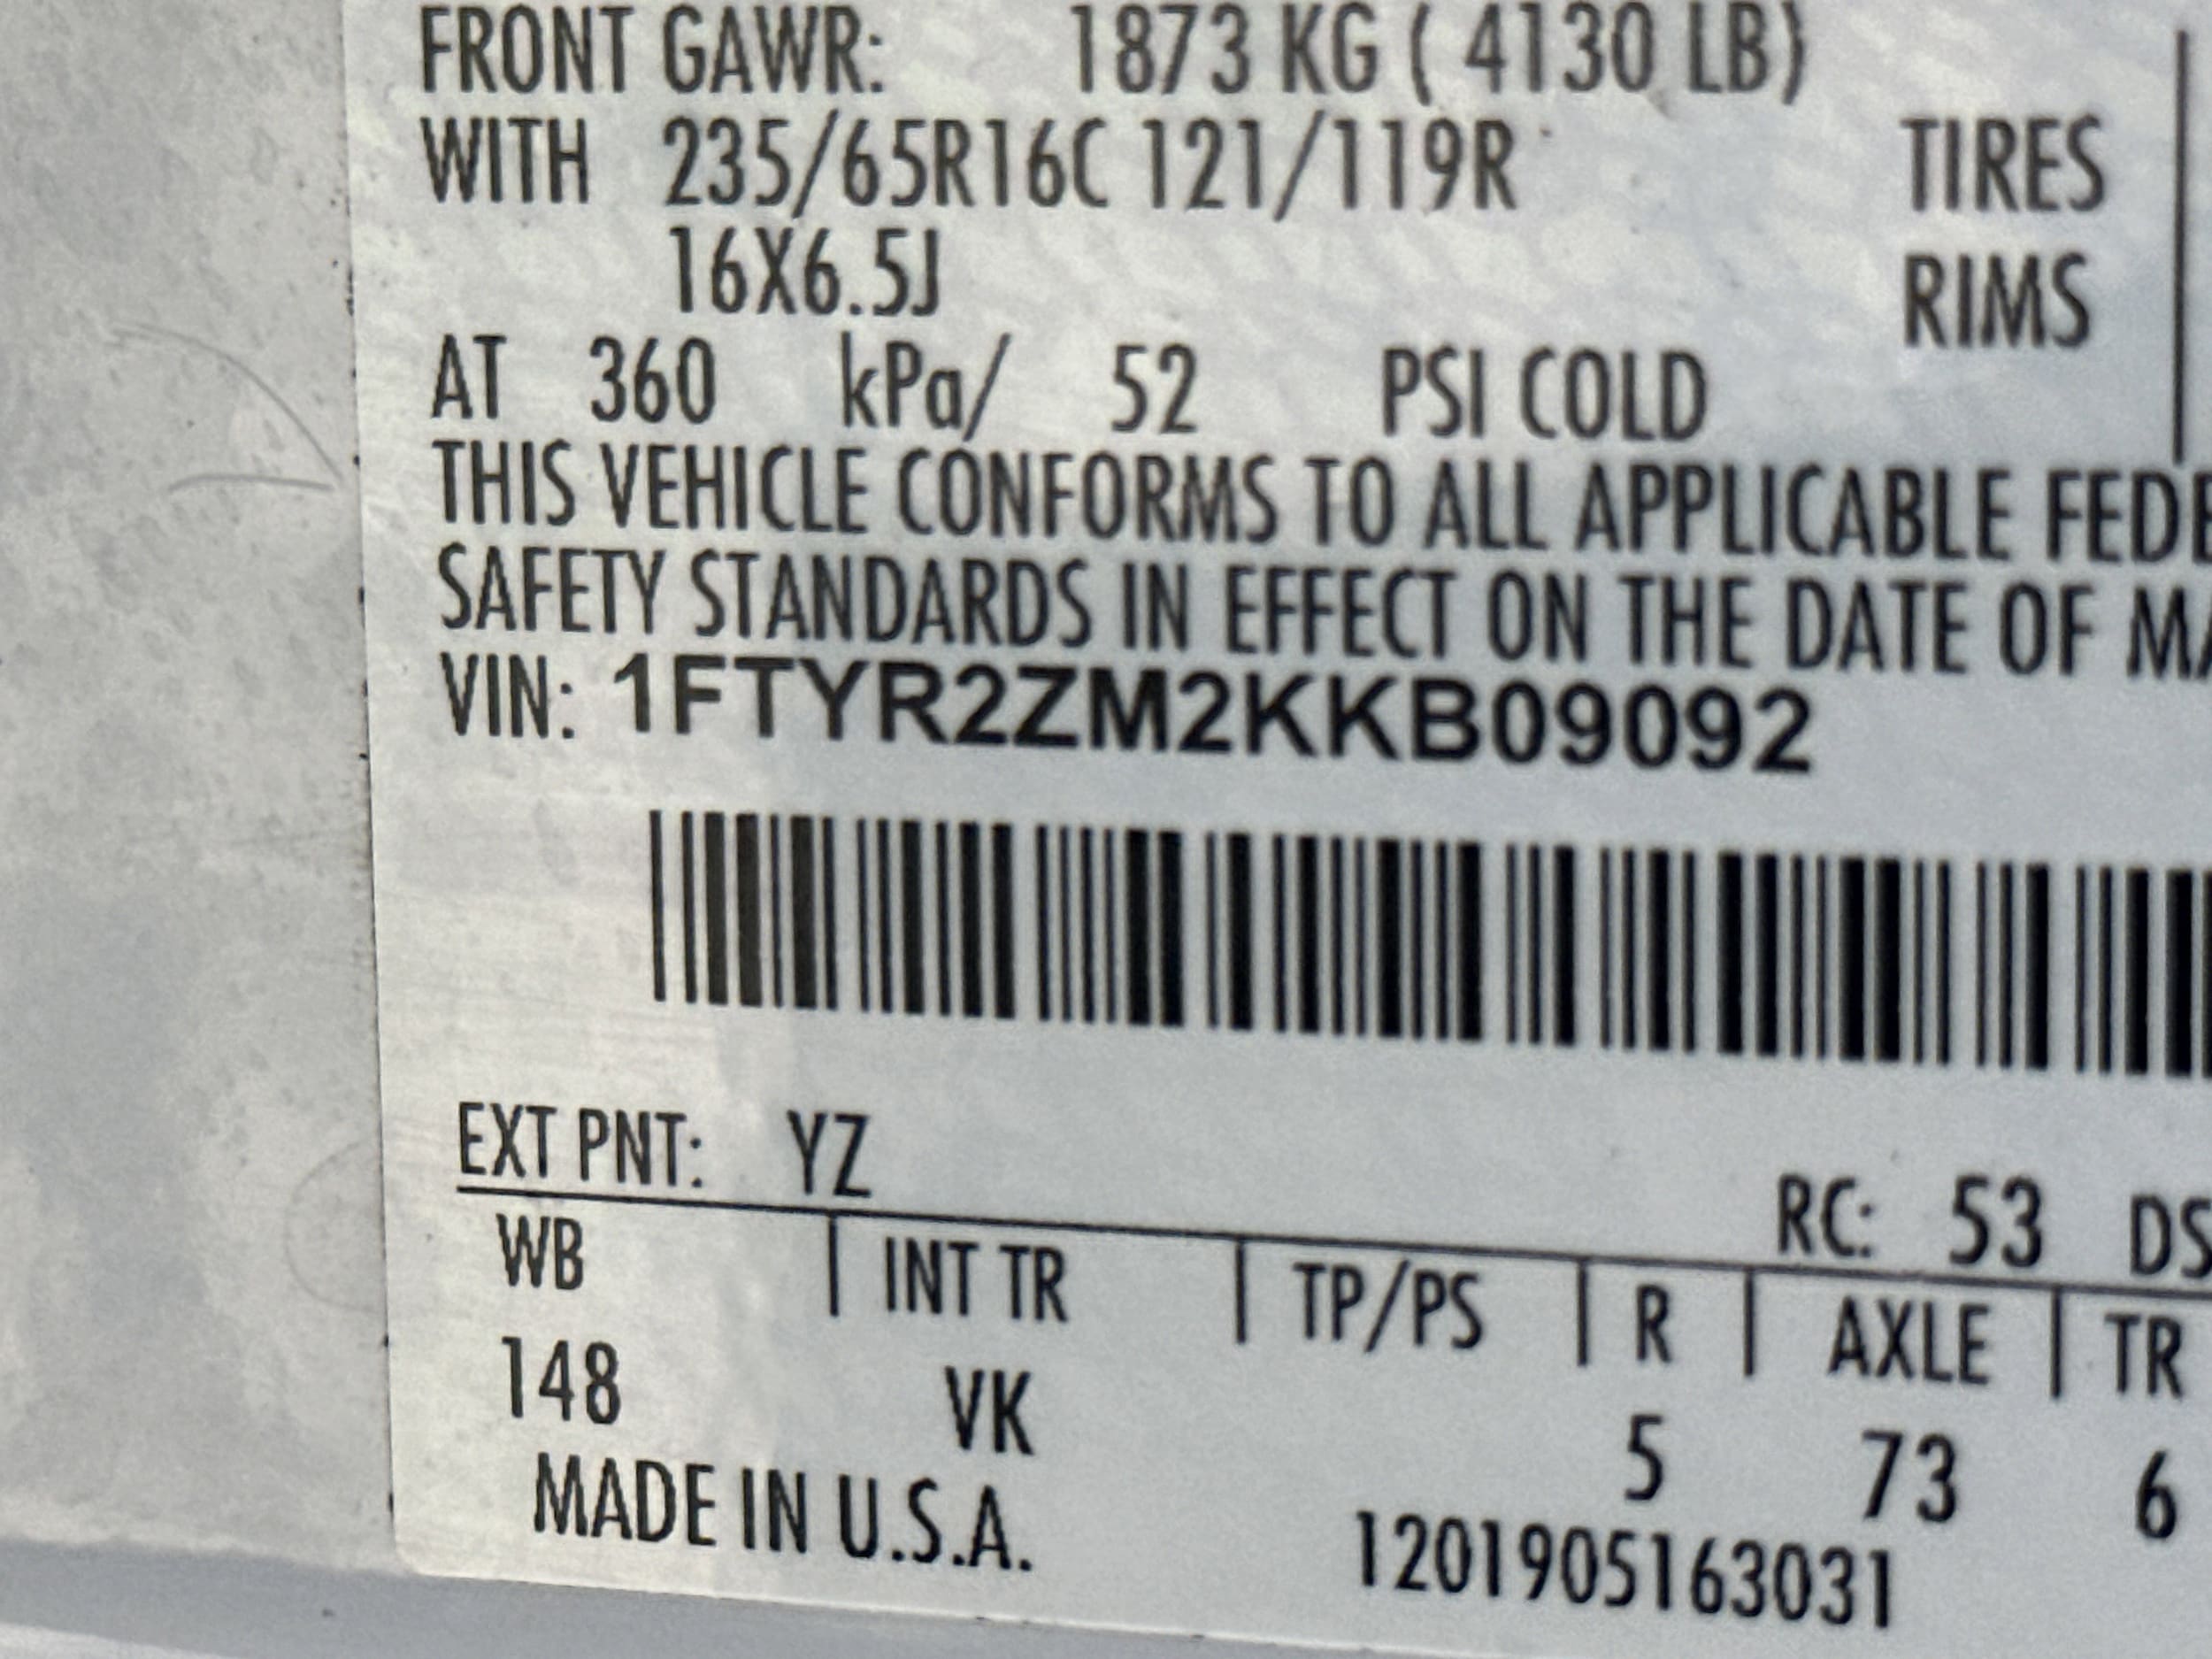 FRONT GAWR: 1873 KG ( 4130 LB)
WITH 235/65R16C 121/119R TIRES
16X6.5J RIMS
AT 360 kPa/ 52 PSI COLD
THIS VEHICLE CONFORMS TO ALL APPLICABLE FEDE
SAFETY STANDARDS IN EFFECT ON THE DATE OF MA
VIN: 1FTYR2ZM2KKB09092
EXT PNT: YZ RC: 53 DS
WB | INT TR | TP/PS | R | AXLE | TR
148 VK 5 73 6
MADE IN U.S.A. 1201905163031